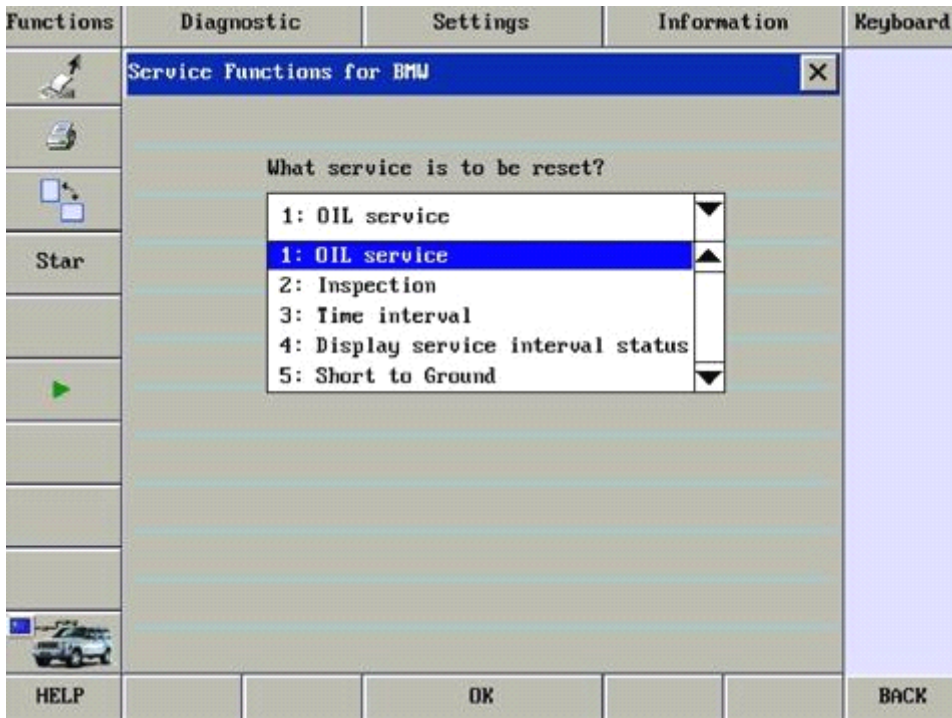 Functions Diagnostic Settings Information Keyboard
Service Functions for BMW
What service is to be reset?
1: OIL service
1: OIL service
2: Inspection
Star
3: Time interval
4: Display service interval status
5: Short to Ground
HELP OK BACK